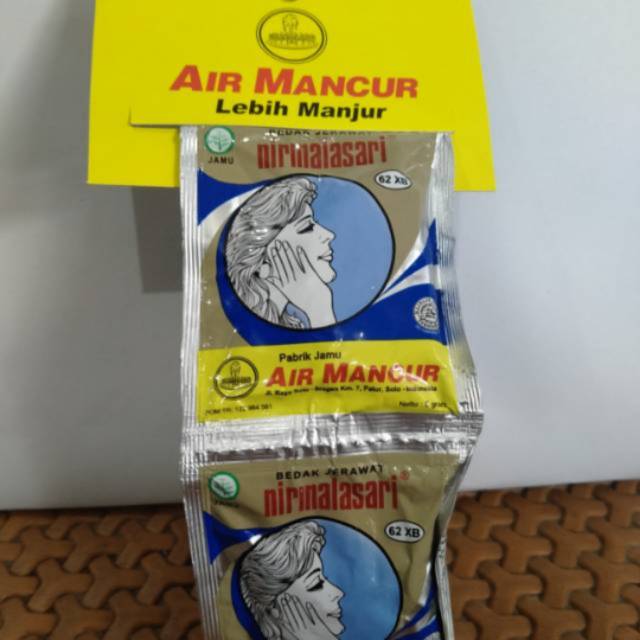 AIR MANCUR
Lebih Manjur
BEDAK JERAWAT
JAMU
nirmalasari
62 XB
Pabrik Jamu
AIR MANCUR
BEDAK JERAWAT
nirmalasari®
62 XB